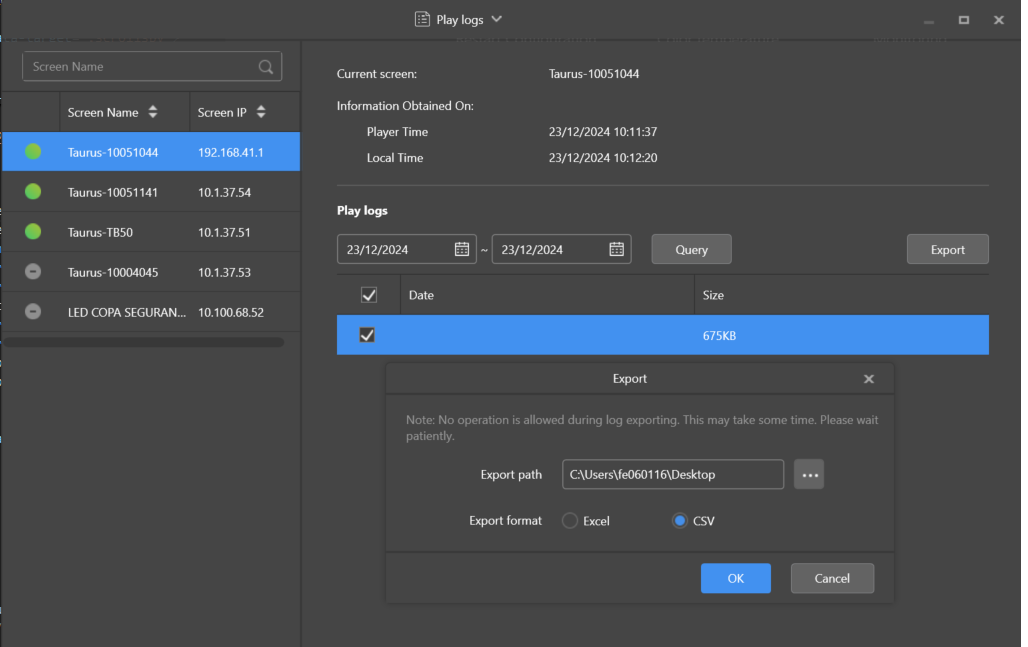 Play logs
Screen Name
Screen Name Screen IP
Taurus-10051044 192.168.41.1
Taurus-10051141 10.1.37.54
Taurus-TB50 10.1.37.51
Taurus-10004045 10.1.37.53
LED COPA SEGURAN... 10.100.68.52
Current screen: Taurus-10051044
Information Obtained On:
Player Time 23/12/2024 10:11:37
Local Time 23/12/2024 10:12:20
Play logs
23/12/2024 ~ 23/12/2024 Query Export
Date Size
675KB
Export
Note: No operation is allowed during log exporting. This may take some time. Please wait
patiently.
Export path C:\Users\fe060116\Desktop ...
Export format Excel CSV
OK Cancel